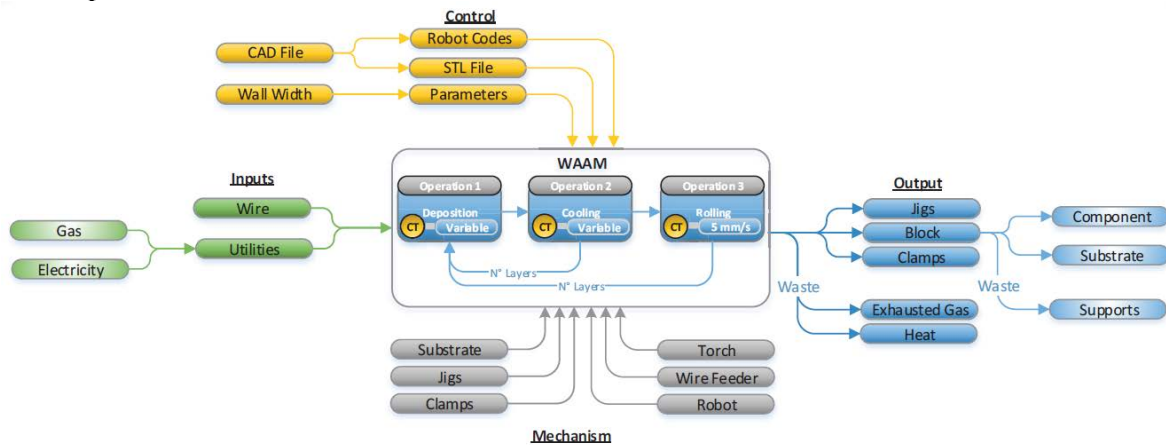 Control
CAD File
Robot Codes
STL File
Wall Width
Parameters
WAAM
Inputs
Wire
Gas
Utilities
Electricity
Operation 1
Deposition
CT
Variable
Operation 2
Cooling
CT
Variable
Operation 3
Rolling
CT
5 mm/s
N° Layers
N° Layers
Output
Jigs
Block
Clamps
Waste
Exhausted Gas
Heat
Component
Substrate
Waste
Supports
Substrate
Jigs
Clamps
Torch
Wire Feeder
Robot
Mechanism